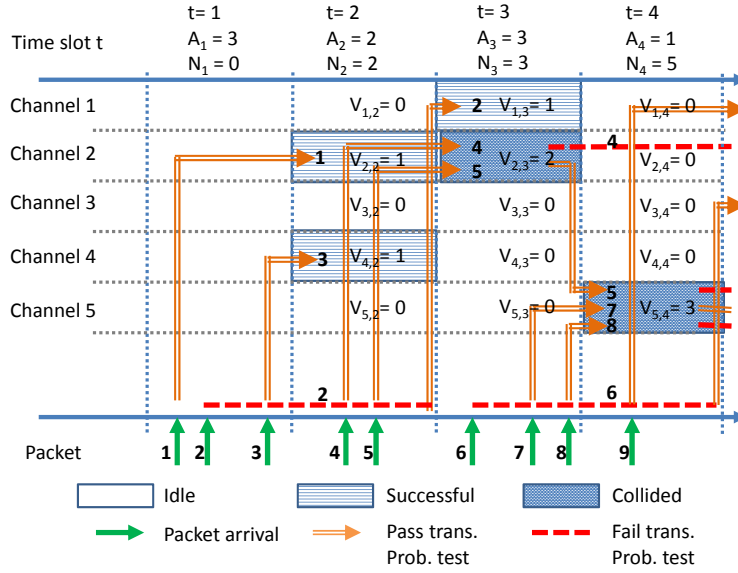 t= 1 t= 2 t= 3 t= 4
Time slot t A₁ = 3 A₂ = 2 A₃ = 3 A₄ = 1
N₁ = 0 N₂ = 2 N₃ = 3 N₄ = 5
Channel 1 V₁,₂= 0 2 V₁,₃= 1 V₁,₄= 0
Channel 2 1 V₂,₂= 1 4 5 V₂,₃= 2 4 V₂,₄= 0
Channel 3 V₃,₂= 0 V₃,₃= 0 V₃,₄= 0
Channel 4 3 V₄,₂= 1 V₄,₃= 0 V₄,₄= 0
Channel 5 V₅,₂= 0 V₅,₃= 0 5 7 8 V₅,₄= 3
2 6
Packet 1 2 3 4 5 6 7 8 9
Idle Successful Collided
Packet arrival Pass trans. Fail trans.
Prob. test Prob. test